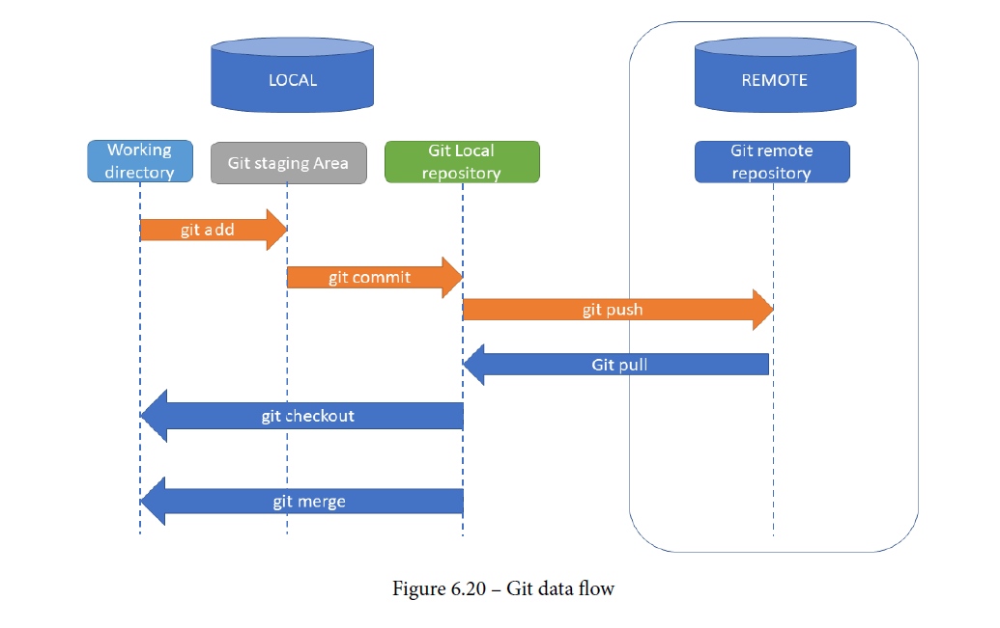 LOCAL
REMOTE
Working
directory
Git staging Area
Git Local
repository
Git remote
repository
git add
git commit
git push
Git pull
git checkout
git merge
Figure 6.20 – Git data flow